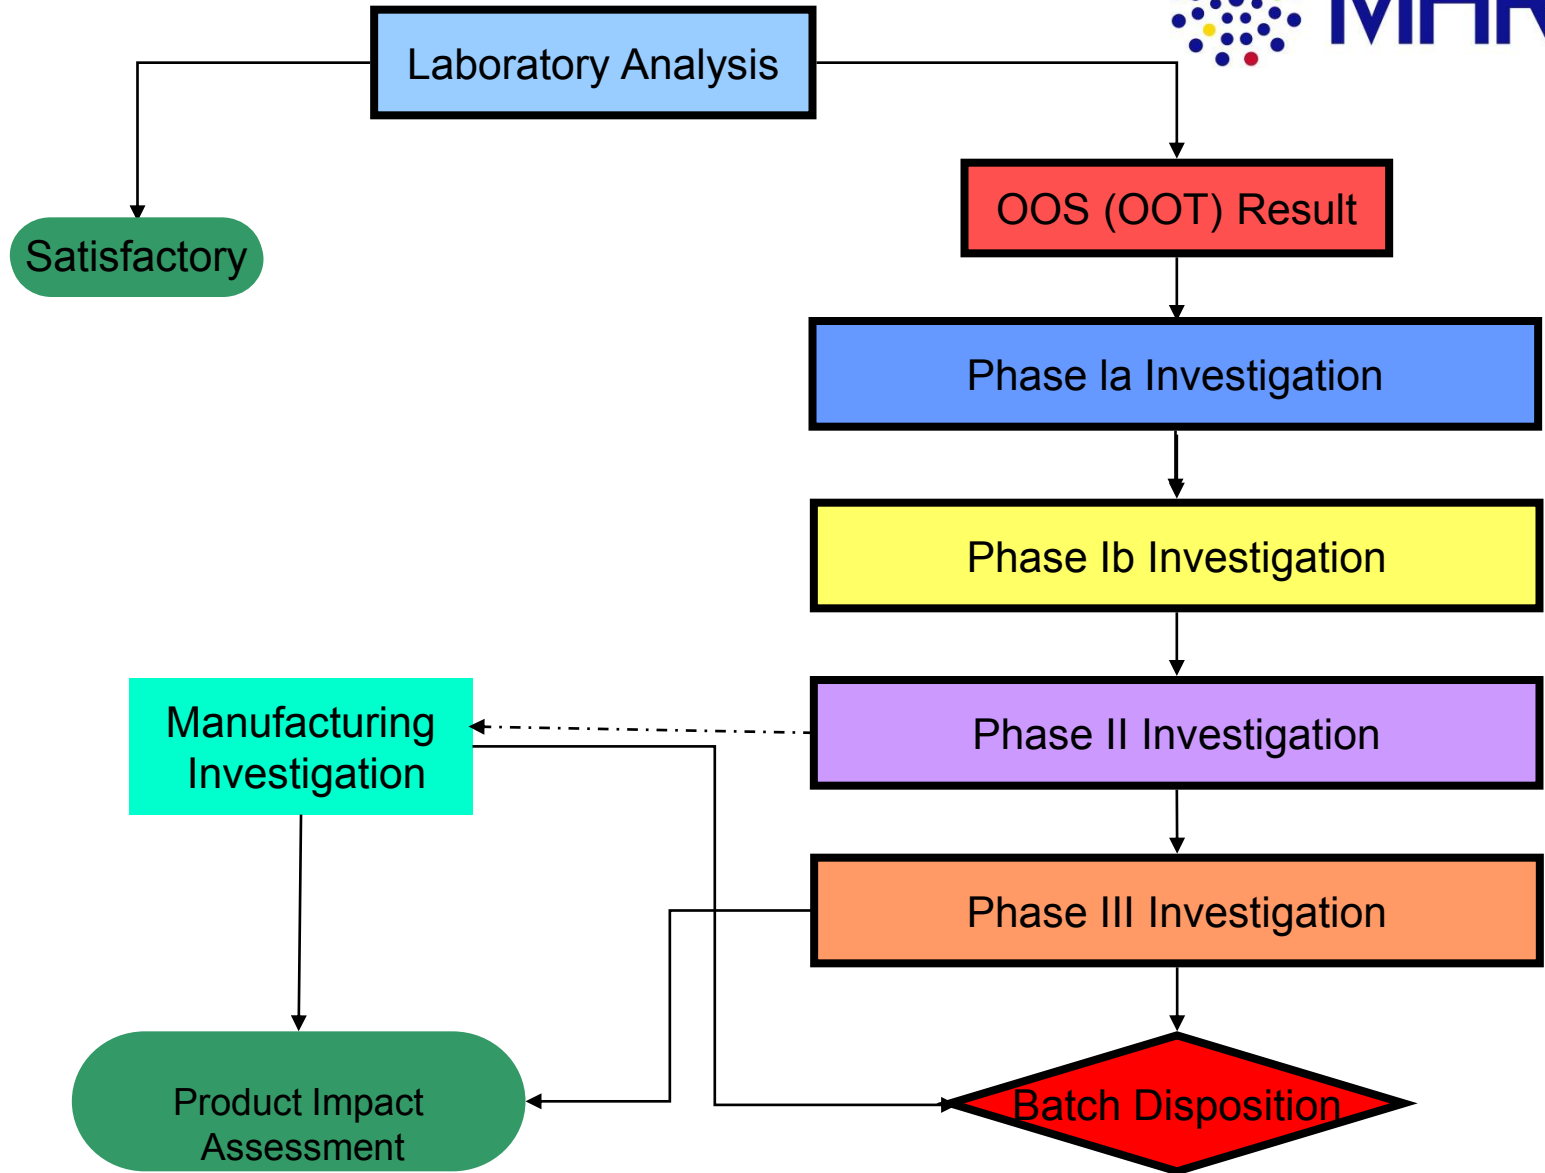 Laboratory Analysis
OOS (OOT) Result
Satisfactory
Phase Ia Investigation
Phase Ib Investigation
Manufacturing
Investigation
Phase II Investigation
Phase III Investigation
Product Impact
Assessment
Batch Disposition